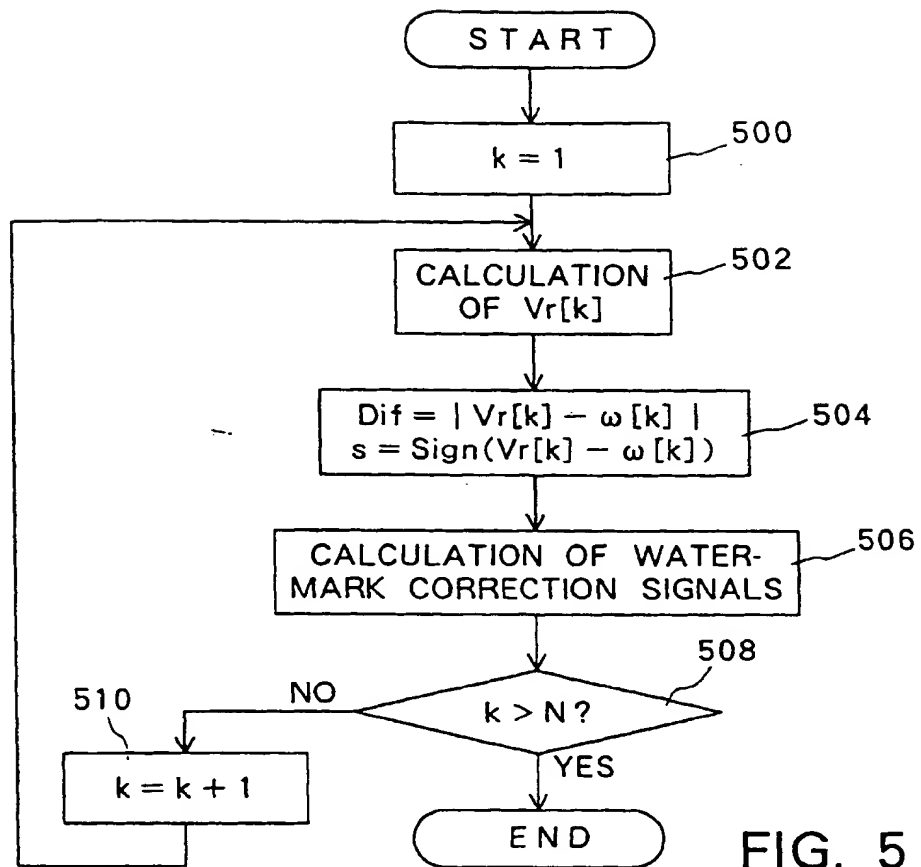 START
500
k = 1
502
CALCULATION
OF Vr[k]
Dif = | Vr[k] − ω[k] |
s = Sign(Vr[k] − ω[k])
504
CALCULATION OF WATER-
MARK CORRECTION SIGNALS
506
508
k > N?
NO
510
k = k + 1
YES
END
FIG. 5